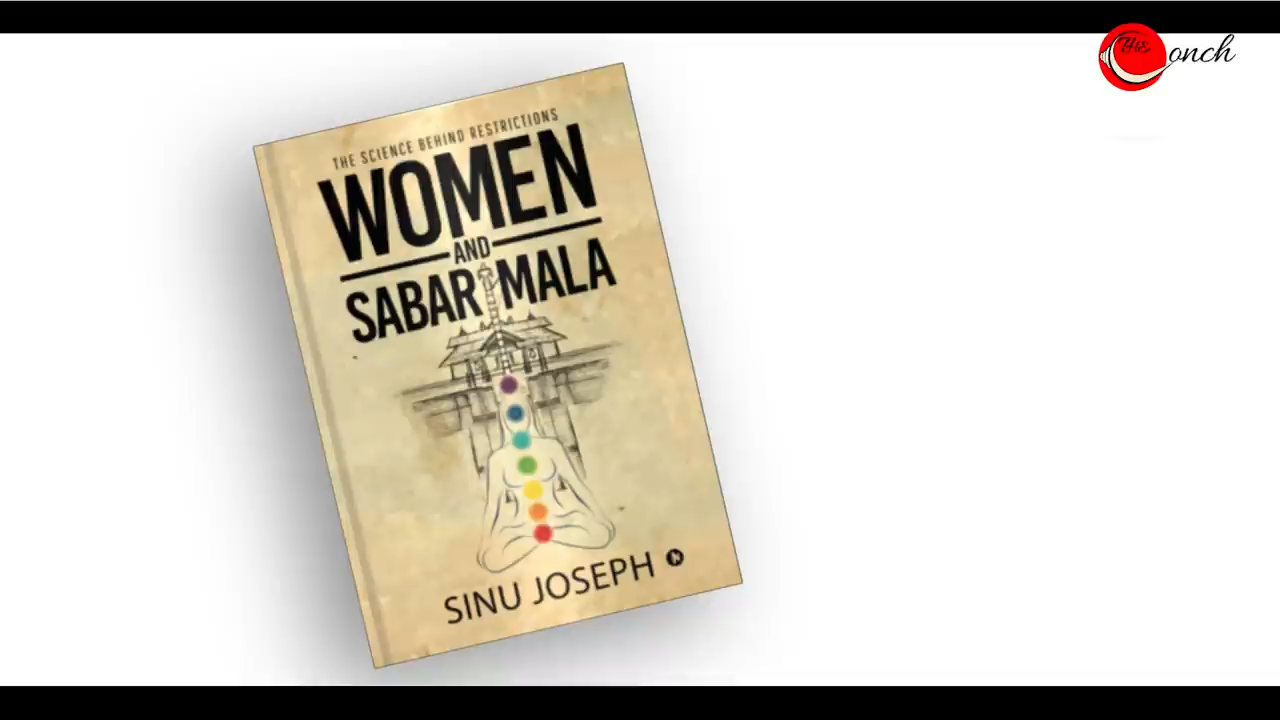 THE Conch
THE SCIENCE BEHIND RESTRICTIONS
WOMEN
AND
SABARIMALA
SINU JOSEPH